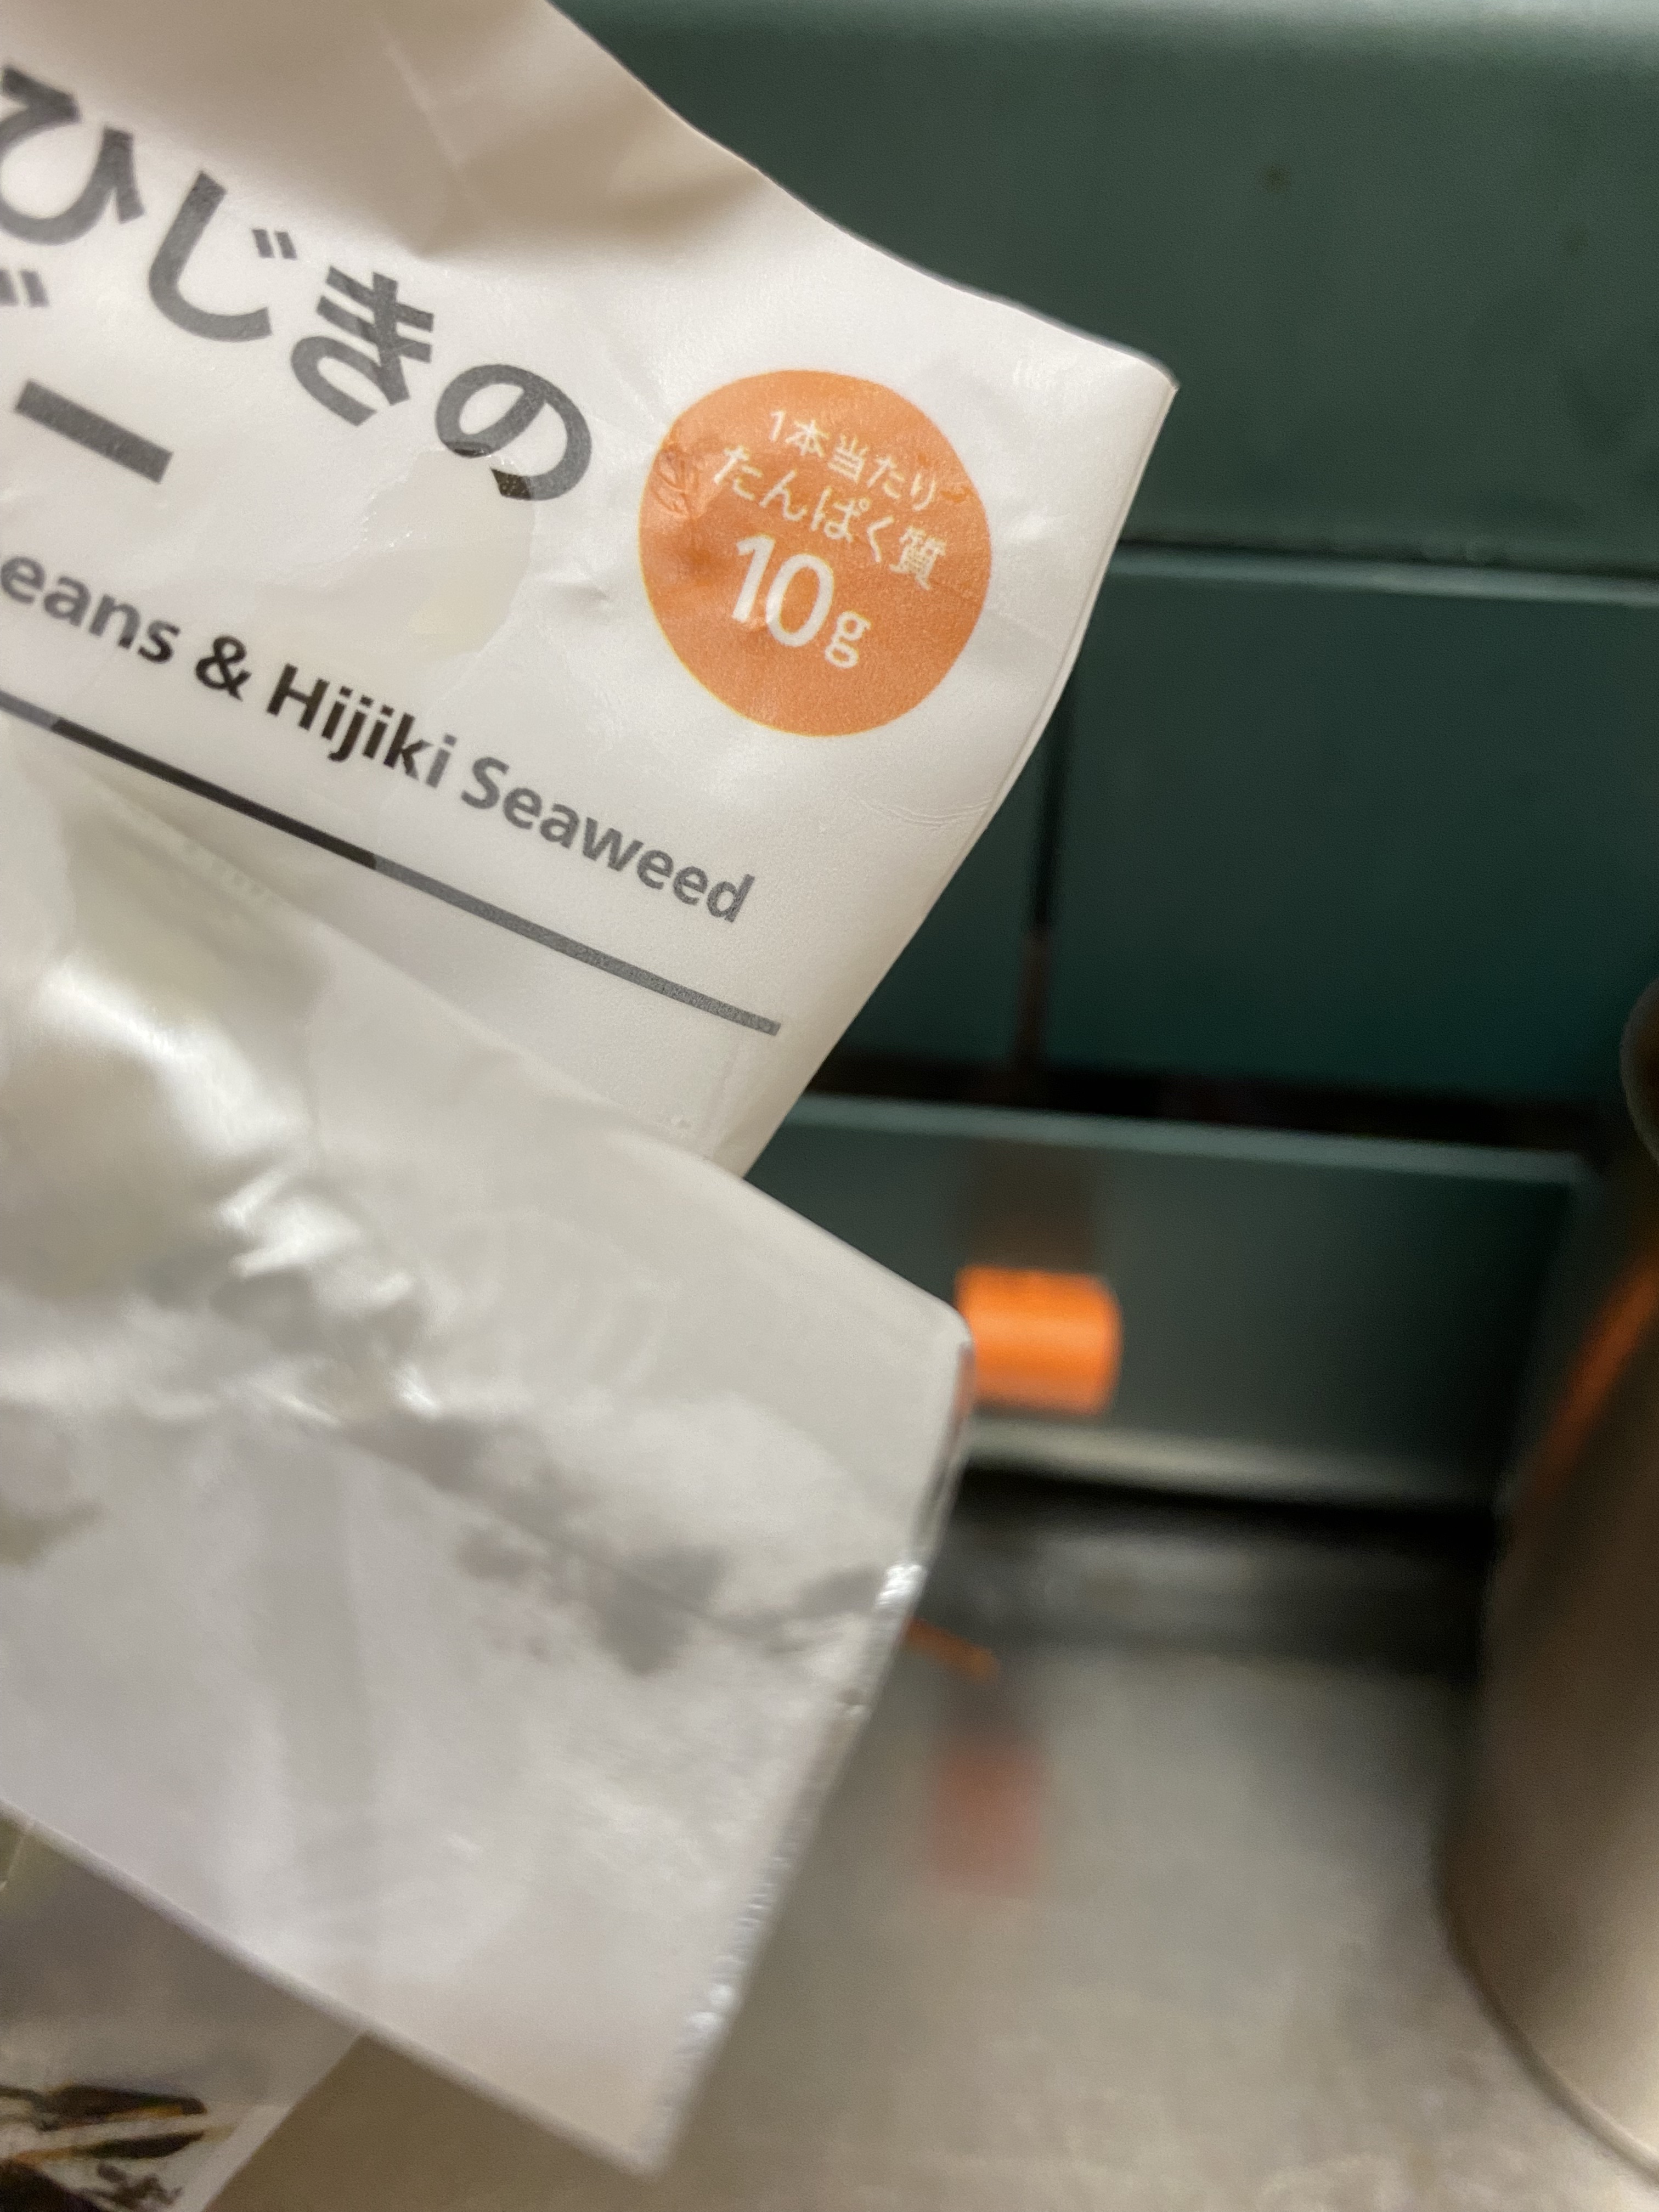 ひじきの
ー
eans & Hijiki Seaweed
1本当たり
たんぱく質
10g